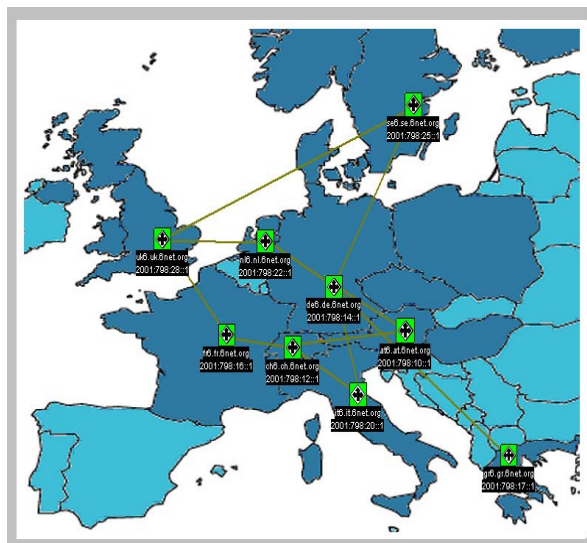 se6.se.6net.org
2001:798:25::1
uk6.uk.6net.org
2001:798:28::1
nl6.nl.6net.org
2001:798:22::1
de6.de.6net.org
2001:798:14::1
fr6.fr.6net.org
2001:798:16::1
ch6.ch.6net.org
2001:798:12::1
at6.at.6net.org
2001:798:10::1
it6.it.6net.org
2001:798:20::1
gr6.gr.6net.org
2001:798:17::1